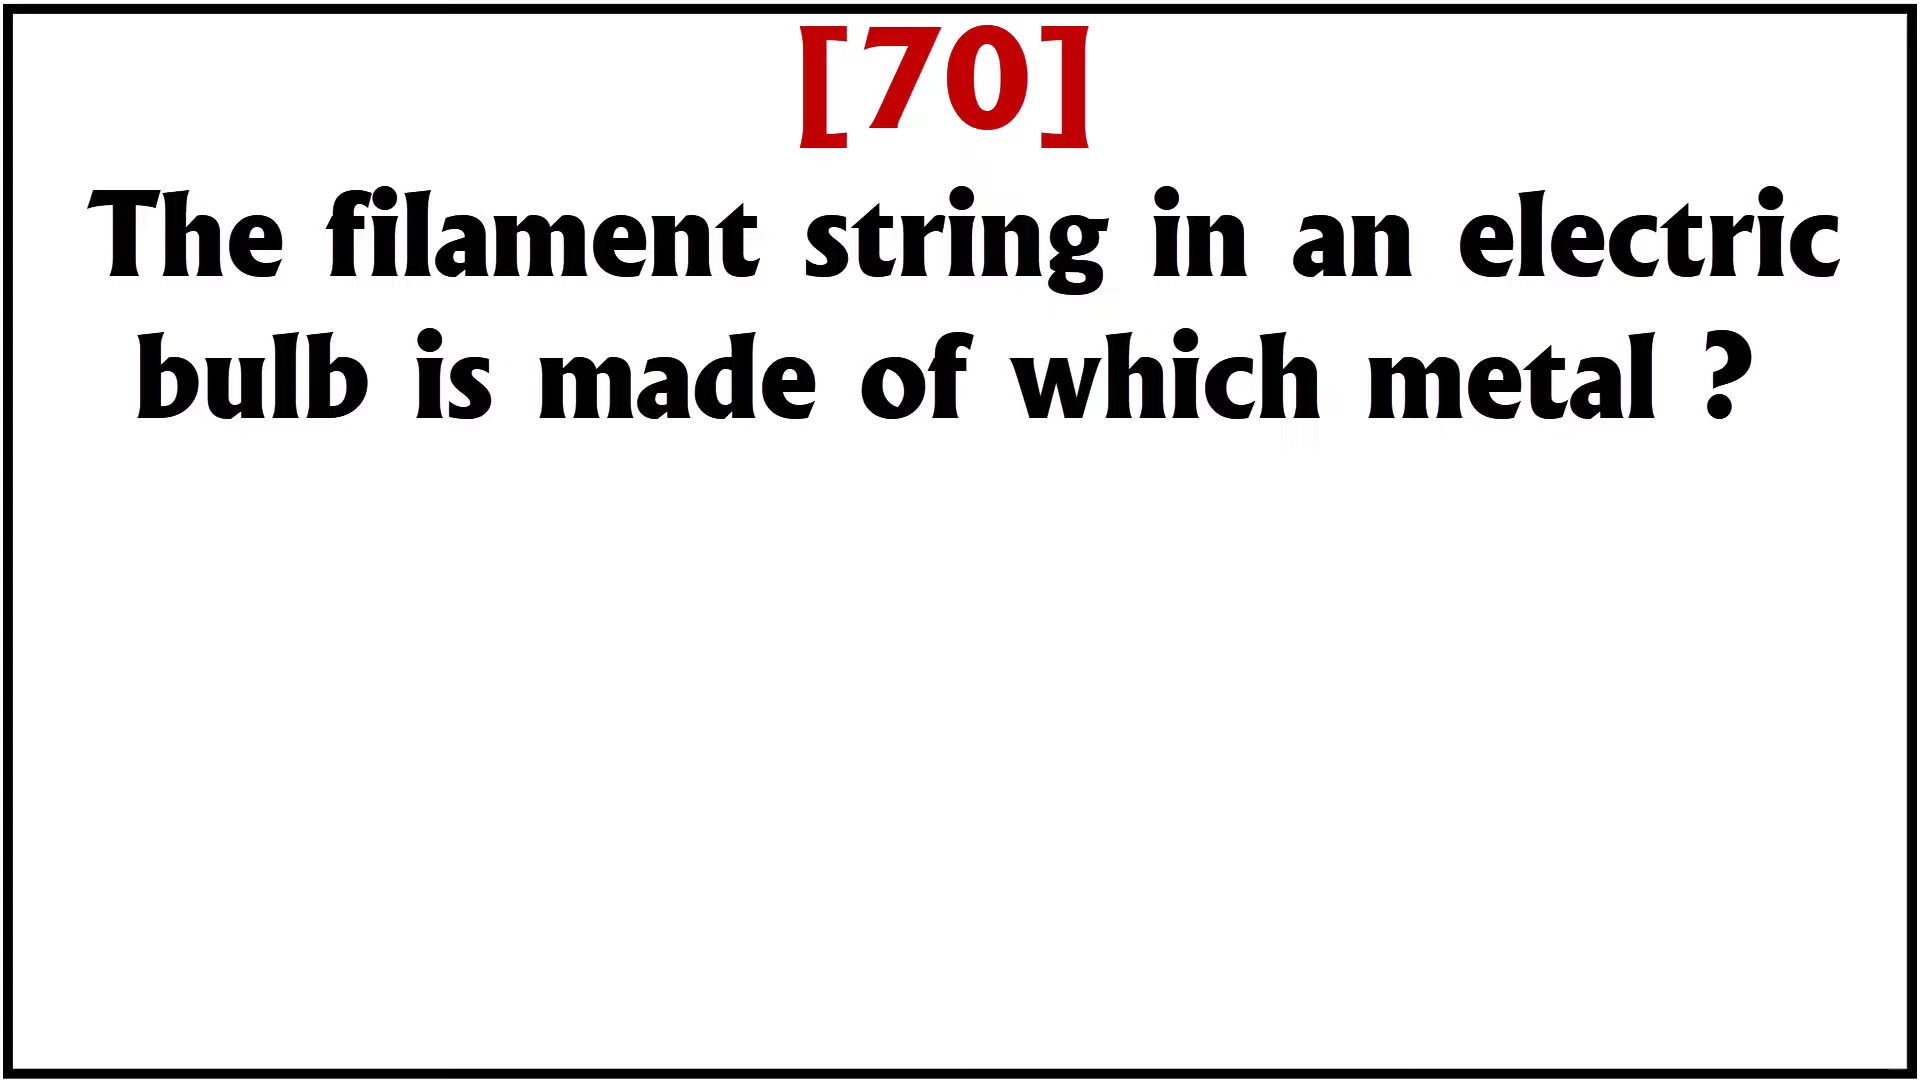 [70]
The filament string in an electric
bulb is made of which metal ?